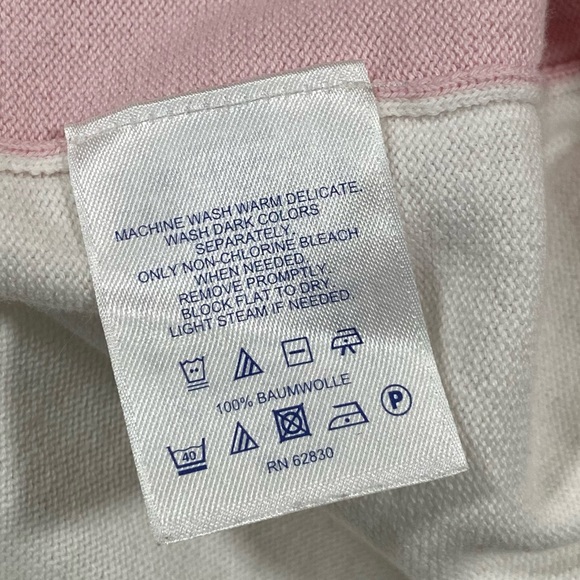 MACHINE WASH WARM DELICATE.
WASH DARK COLORS
SEPARATELY.
ONLY NON-CHLORINE BLEACH
WHEN NEEDED.
REMOVE PROMPTLY.
BLOCK FLAT TO DRY.
LIGHT STEAM IF NEEDED.
100% BAUMWOLLE
40 P
RN 62830